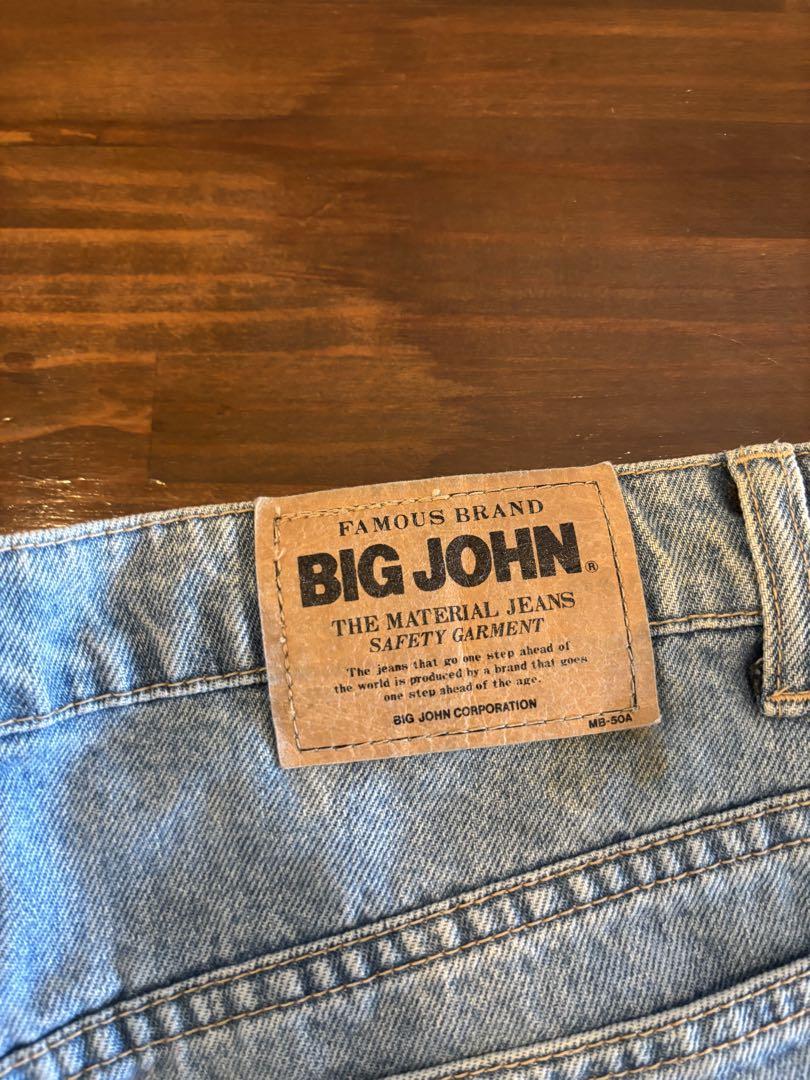 FAMOUS BRAND
BIG JOHN®
THE MATERIAL JEANS
SAFETY GARMENT
The jeans that go one step ahead of
the world is produced by a brand that goes
one step ahead of the age.
BIG JOHN CORPORATION
MB-50A